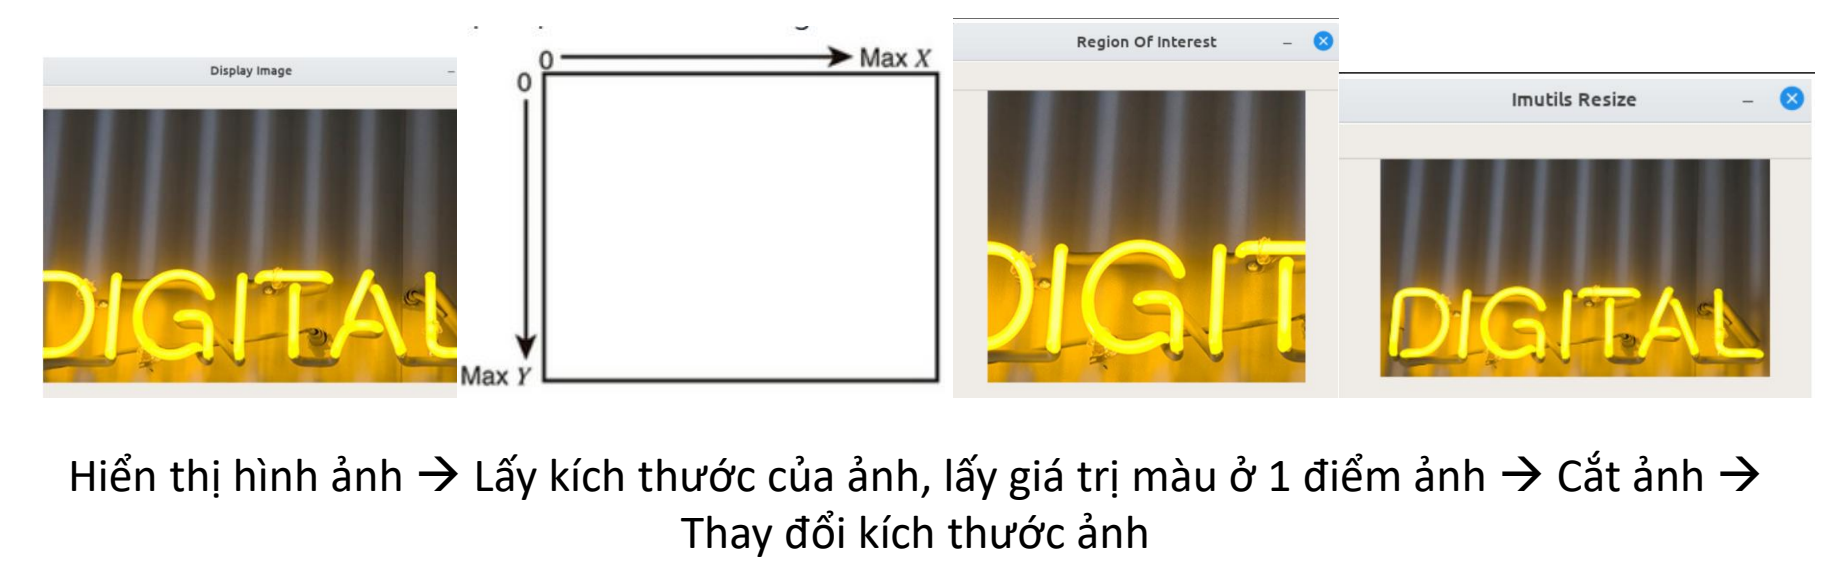 Display Image
DIGITAL
0
Max X
0
Max Y
Region Of Interest
DIGIT
Imutils Resize
DIGITAL
Hiển thị hình ảnh → Lấy kích thước của ảnh, lấy giá trị màu ở 1 điểm ảnh → Cắt ảnh →
Thay đổi kích thước ảnh